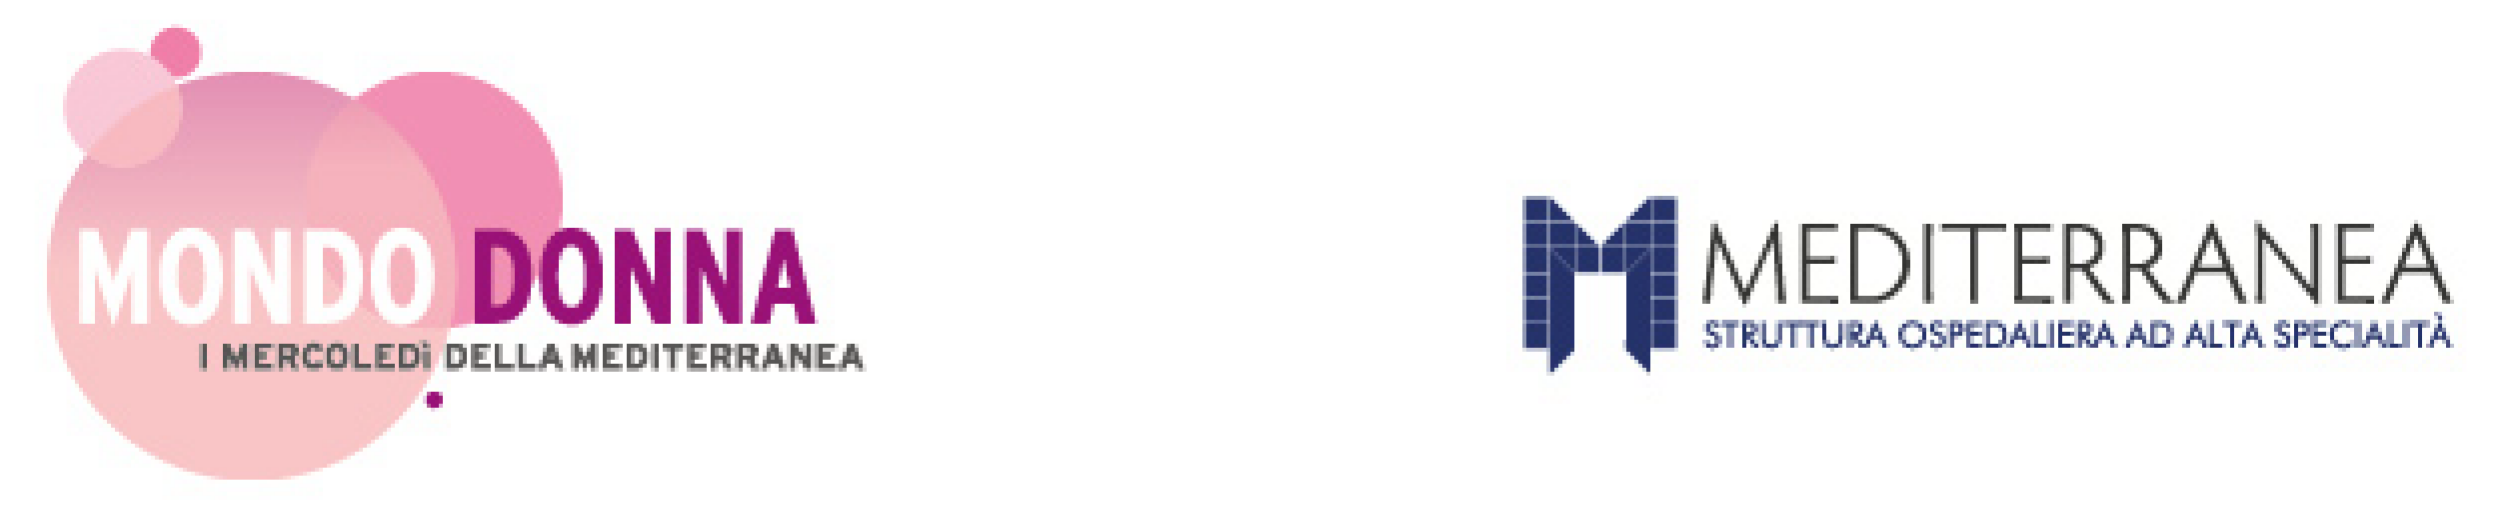 MONDO DONNA
I MERCOLEDì DELLA MEDITERRANEA
MEDITERRANEA
STRUTTURA OSPEDALIERA AD ALTA SPECIALITÀ